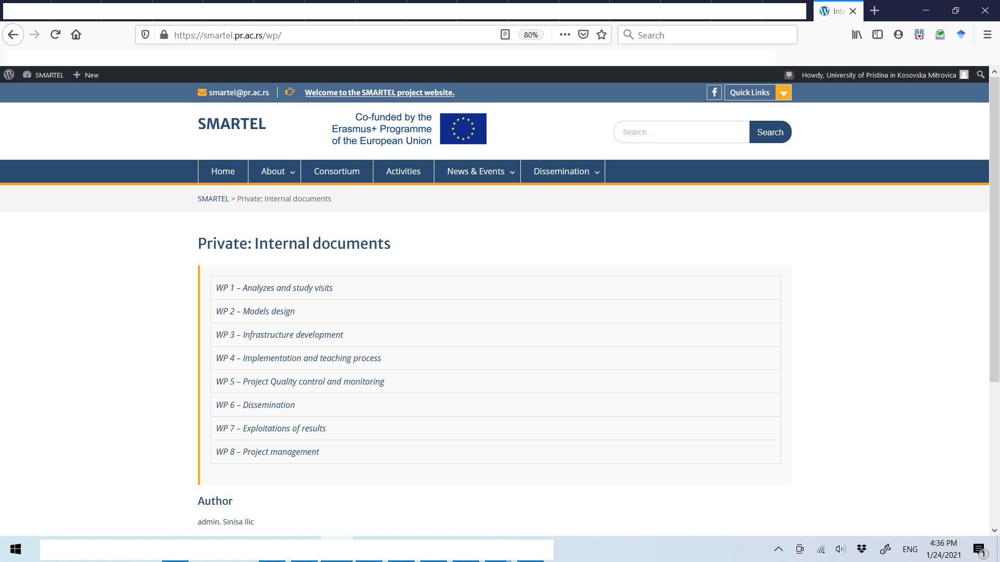 Inte
https://smartel.pr.ac.rs/wp/
80%
Search
SMARTEL
New
Howdy, University of Pristina in Kosovska Mitrovica
smartel@pr.ac.rs
Welcome to the SMARTEL project website.
Quick Links
SMARTEL
Co-funded by the
Erasmus+ Programme
of the European Union
Search...
Search
Home
About
Consortium
Activities
News & Events
Dissemination
SMARTEL > Private: Internal documents
Private: Internal documents
WP 1 – Analyzes and study visits
WP 2 – Models design
WP 3 – Infrastructure development
WP 4 – Implementation and teaching process
WP 5 – Project Quality control and monitoring
WP 6 – Dissemination
WP 7 – Exploitations of results
WP 8 – Project management
Author
admin, Sinisa Ilic
ENG
4:36 PM
1/24/2021
1